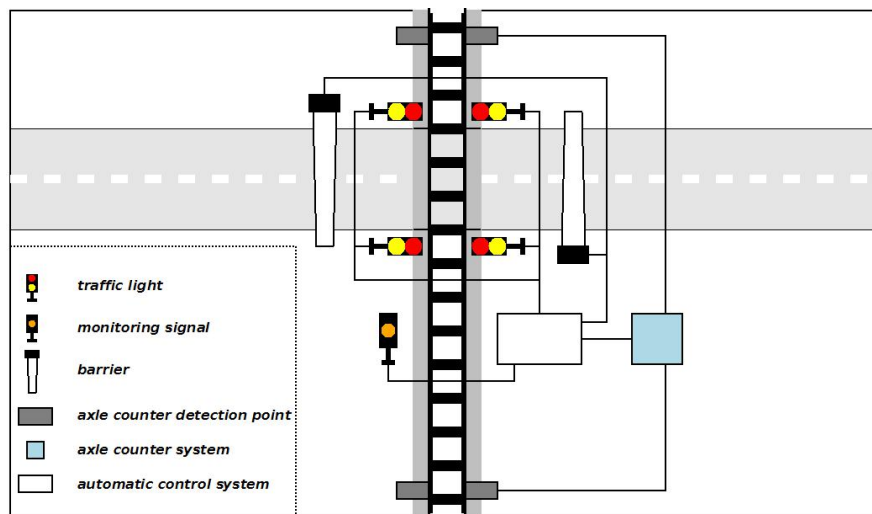 traffic light
monitoring signal
barrier
axle counter detection point
axle counter system
automatic control system